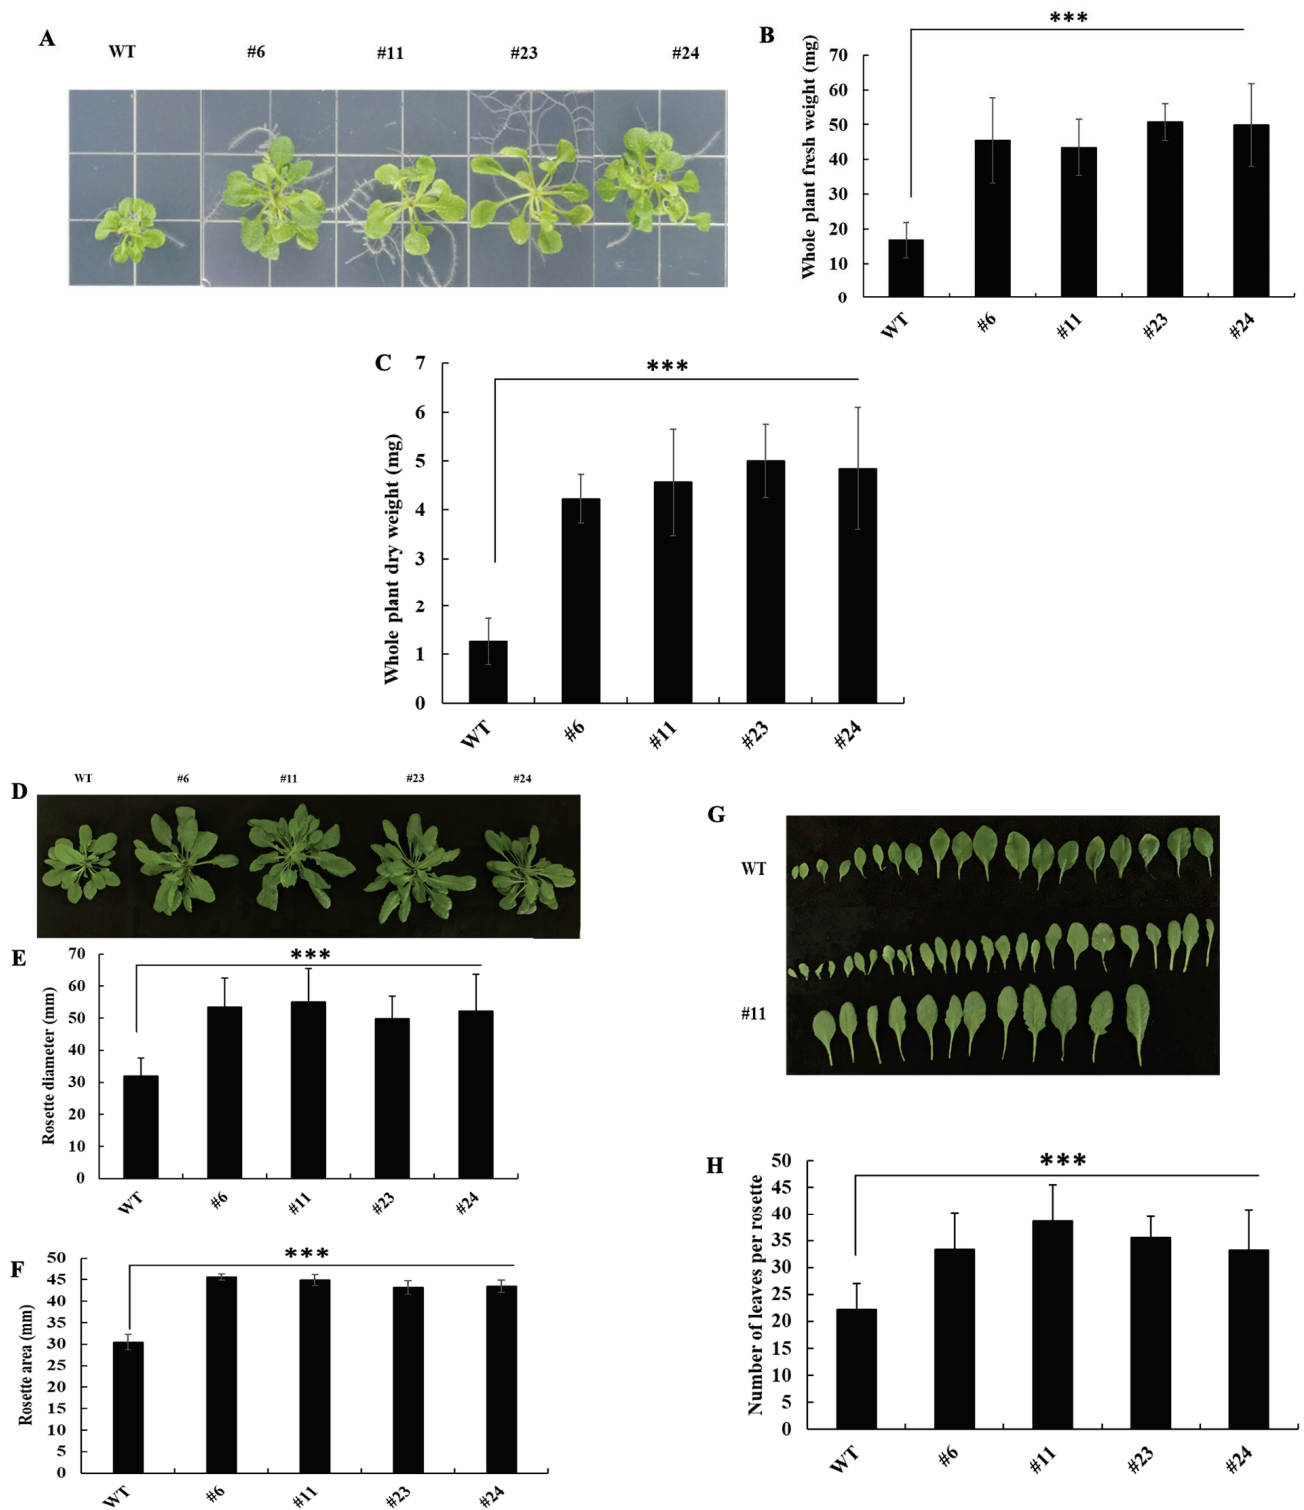 A
WT #6 #11 #23 #24
B
***
Whole plant fresh weight (mg)
70
60
50
40
30
20
10
0
WT #6 #11 #23 #24
C
***
Whole plant dry weight (mg)
7
6
5
4
3
2
1
0
WT #6 #11 #23 #24
D
WT #6 #11 #23 #24
E
***
Rosette diameter (mm)
70
60
50
40
30
20
10
0
WT #6 #11 #23 #24
F
***
Rosette area (mm)
50
45
40
35
30
25
20
15
10
5
0
WT #6 #11 #23 #24
G
WT
#11
H
***
Number of leaves per rosette
50
45
40
35
30
25
20
15
10
5
0
WT #6 #11 #23 #24